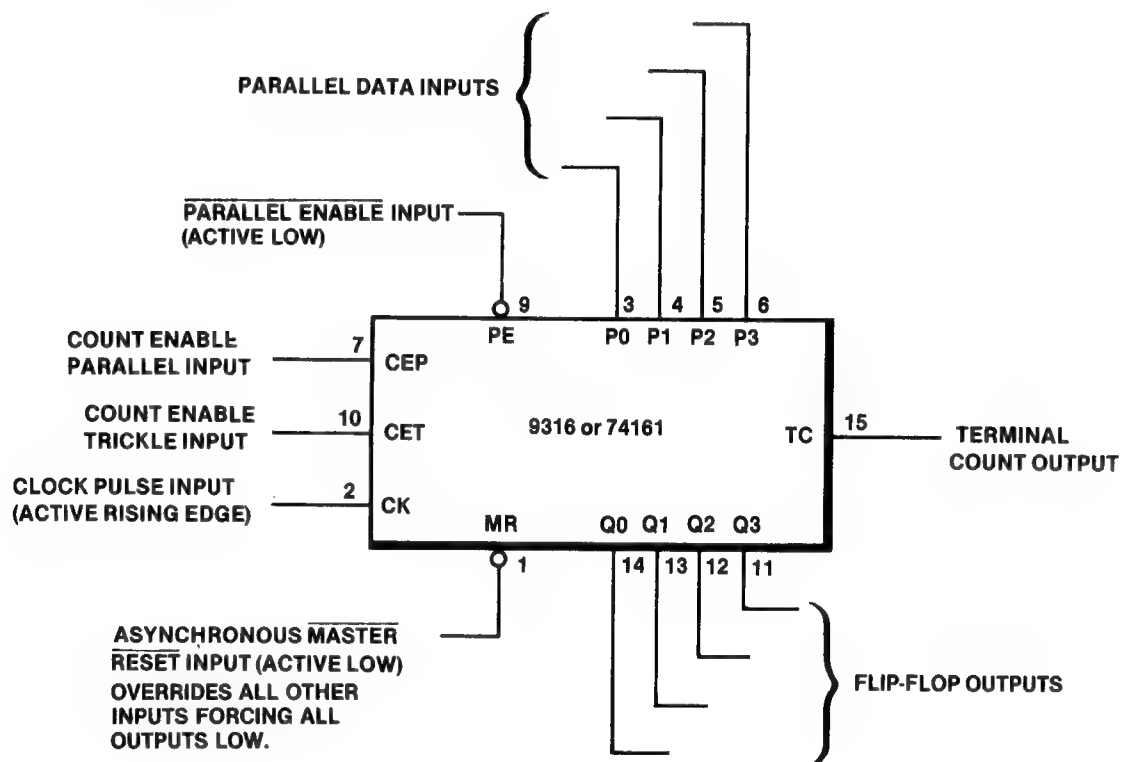 PARALLEL DATA INPUTS
PARALLEL ENABLE INPUT
(ACTIVE LOW)
9 3 4 5 6
PE P0 P1 P2 P3
COUNT ENABLE
PARALLEL INPUT
7 CEP
COUNT ENABLE
TRICKLE INPUT
10 CET
9316 or 74161
TC 15
TERMINAL
COUNT OUTPUT
CLOCK PULSE INPUT
(ACTIVE RISING EDGE)
2 CK
MR Q0 Q1 Q2 Q3
1 14 13 12 11
ASYNCHRONOUS MASTER
RESET INPUT (ACTIVE LOW)
OVERRIDES ALL OTHER
INPUTS FORCING ALL
OUTPUTS LOW.
FLIP-FLOP OUTPUTS